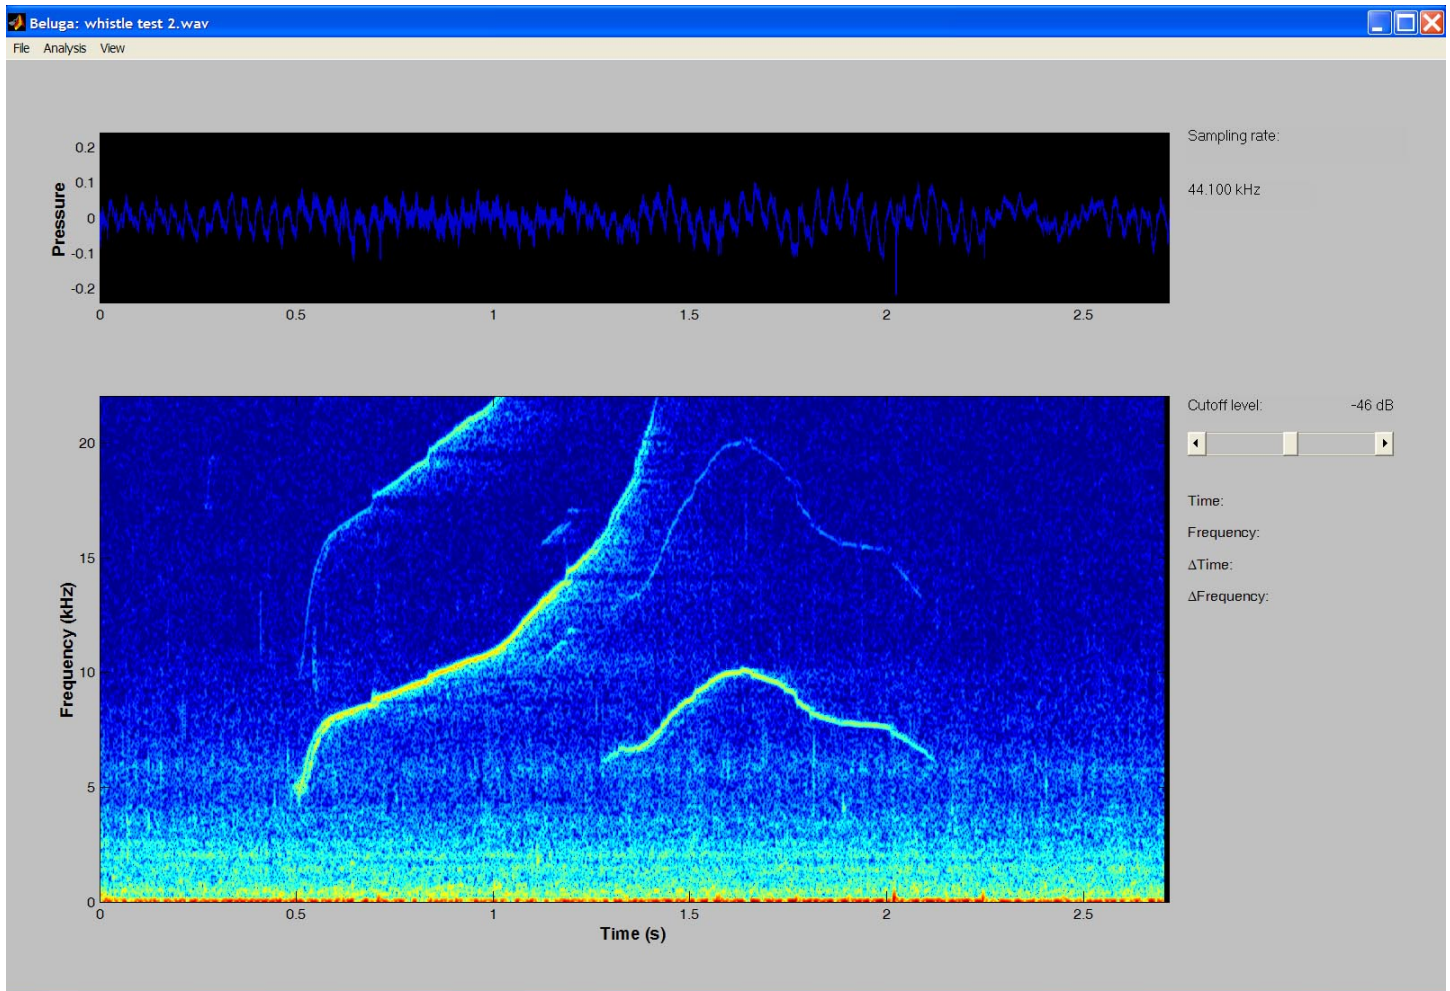 Beluga: whistle test 2.wav
File Analysis View
Sampling rate:
44.100 kHz
Pressure
0.2
0.1
0
-0.1
-0.2
0 0.5 1 1.5 2 2.5
Cutoff level: -46 dB
Time:
Frequency:
ΔTime:
ΔFrequency:
Frequency (kHz)
20
15
10
5
0
0 0.5 1 1.5 2 2.5
Time (s)